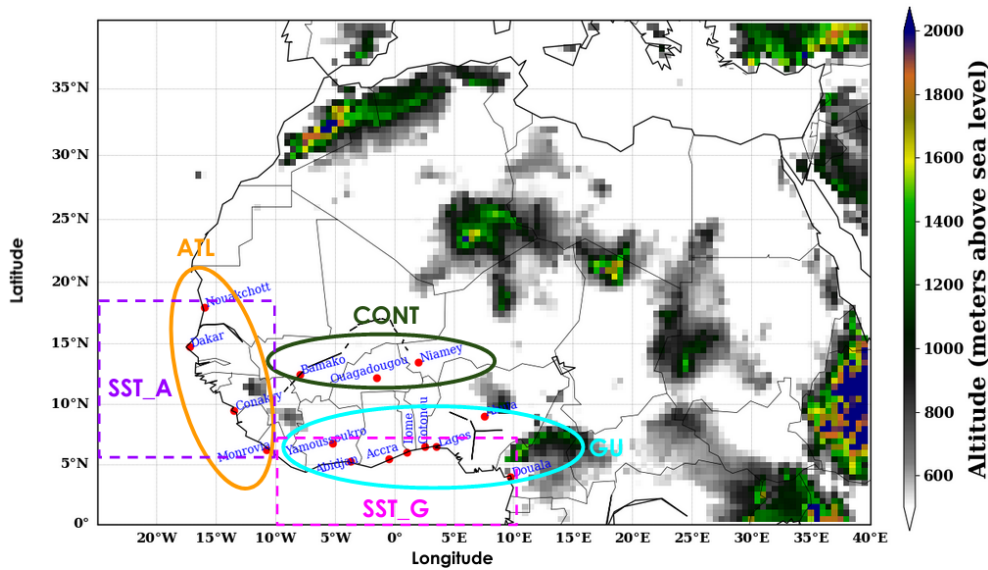 2000
35°N
1800
30°N
1600
25°N
ATL
1400
20°N
Nouakchott
CONT
1200
15°N
Dakar
Niamey
Bamako
Ouagadougou
1000
SST_A
10°N
Conakry
Lome
Cotonou
800
Yamoussoukro
Monrovia
Abidjan
Accra
Lagos
GU
5°N
Douala
600
SST_G
0°
20°W
15°W
10°W
5°W
0°
5°E
10°E
15°E
20°E
25°E
30°E
35°E
40°E
Longitude
Latitude
Altitude (meters above sea level)